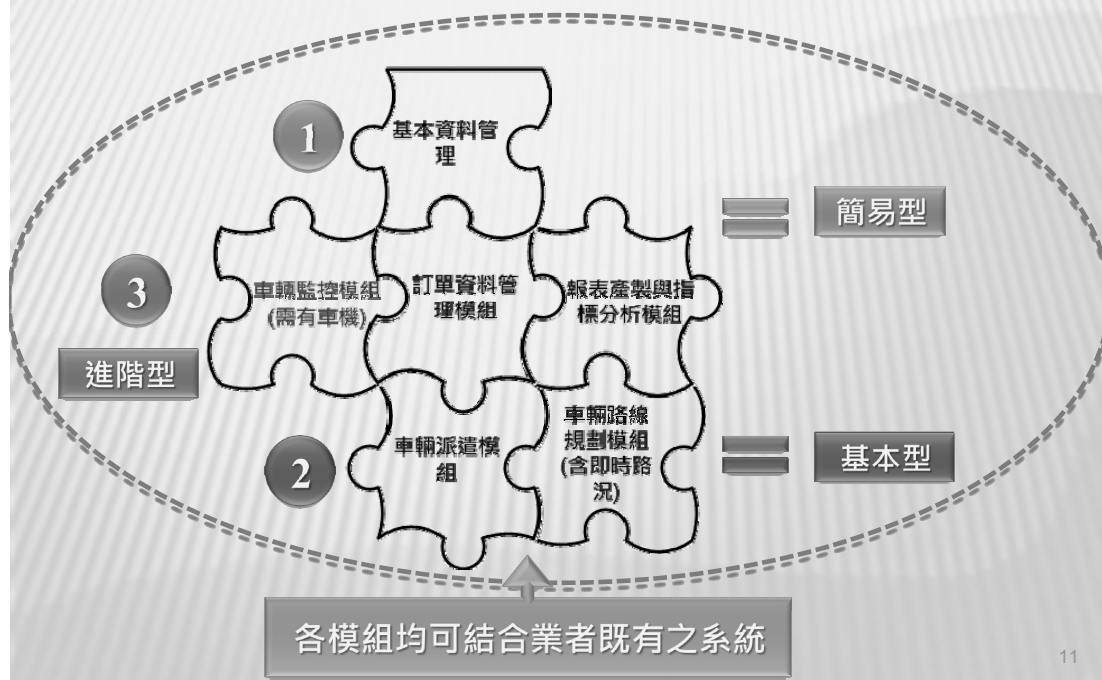 1
基本資料管
理
簡易型
3
車輛監控模組
(需有車機)
訂單資料管
理模組
報表產製與指
標分析模組
進階型
2
車輛派遣模
組
車輛路線
規劃模組
(含即時路
況)
基本型
各模組均可結合業者既有之系統
11